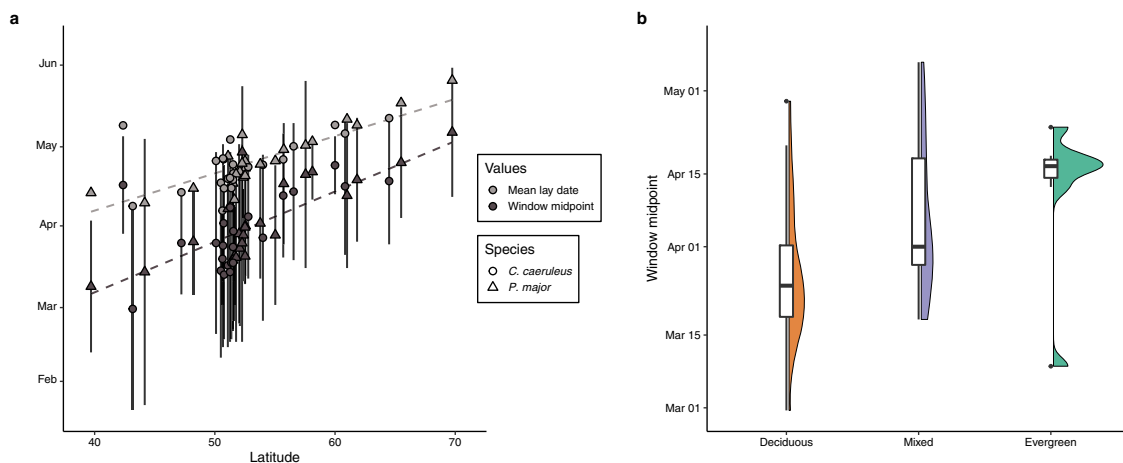 a
Jun
May
Apr
Mar
Feb
40
50
60
70
Latitude
Values
Mean lay date
Window midpoint
Species
C. caeruleus
P. major
b
Window midpoint
May 01
Apr 15
Apr 01
Mar 15
Mar 01
Deciduous
Mixed
Evergreen